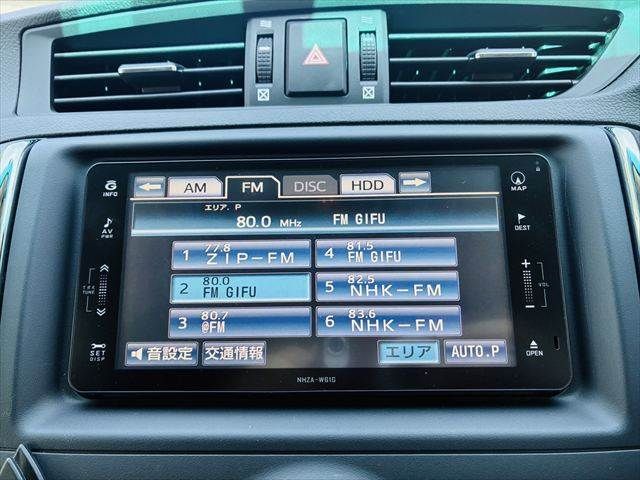 AM FM DISC HDD
エリア. P
80.0 MHz FM GIFU
1 77.8 ZIP-FM
4 81.5 FM GIFU
2 80.0 FM GIFU
5 82.5 NHK-FM
3 80.7 @FM
6 83.6 NHK-FM
音設定 交通情報 エリア AUTO.P
G INFO
AV PWR
TRK TUNE
SET DISP
MAP
DEST
+ VOL -
OPEN
NHZA-W61G